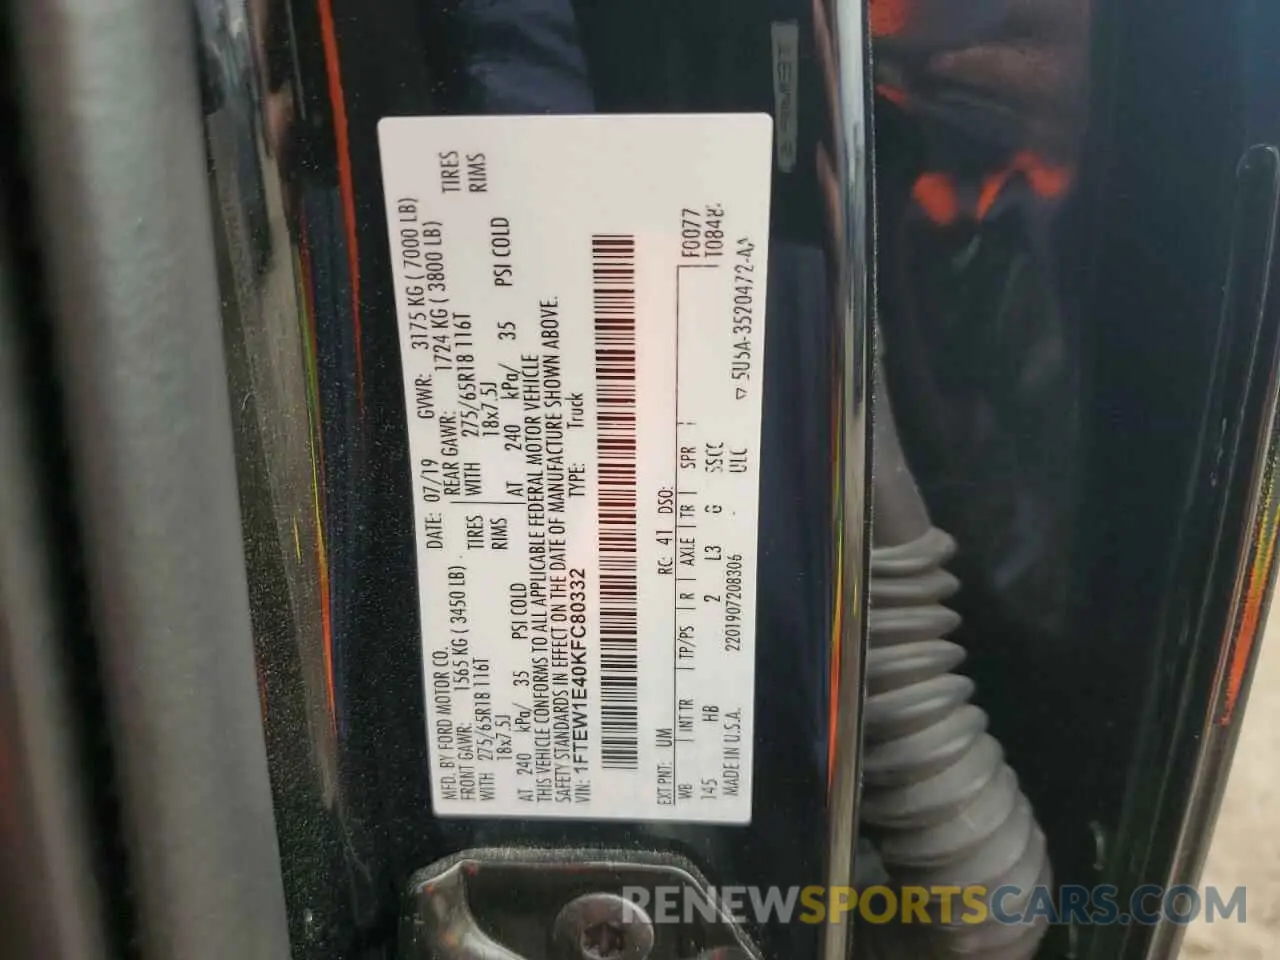 MFD. BY FORD MOTOR CO.
DATE: 07/19 GVWR: 3175 KG ( 7000 LB)
FRONT GAWR: 1565 KG ( 3450 LB) REAR GAWR: 1724 KG ( 3800 LB)
WITH 275/65R18 116T TIRES WITH 275/65R18 116T TIRES
18x7.5J RIMS 18x7.5J RIMS
AT 240 kPa/ 35 PSI COLD AT 240 kPa/ 35 PSI COLD
THIS VEHICLE CONFORMS TO ALL APPLICABLE FEDERAL MOTOR VEHICLE
SAFETY STANDARDS IN EFFECT ON THE DATE OF MANUFACTURE SHOWN ABOVE.
VIN: 1FTEW1E40KFC80332 TYPE: Truck
EXT PNT: UM RC: 41 DSO: F0077
WB INT TR TP/PS R AXLE TR SPR
145 HB 2 L3 G SSCC
MADE IN U.S.A. 2201907208306 ULC
5U5A-3520472-AA
RENEWSPORTSCARS.COM